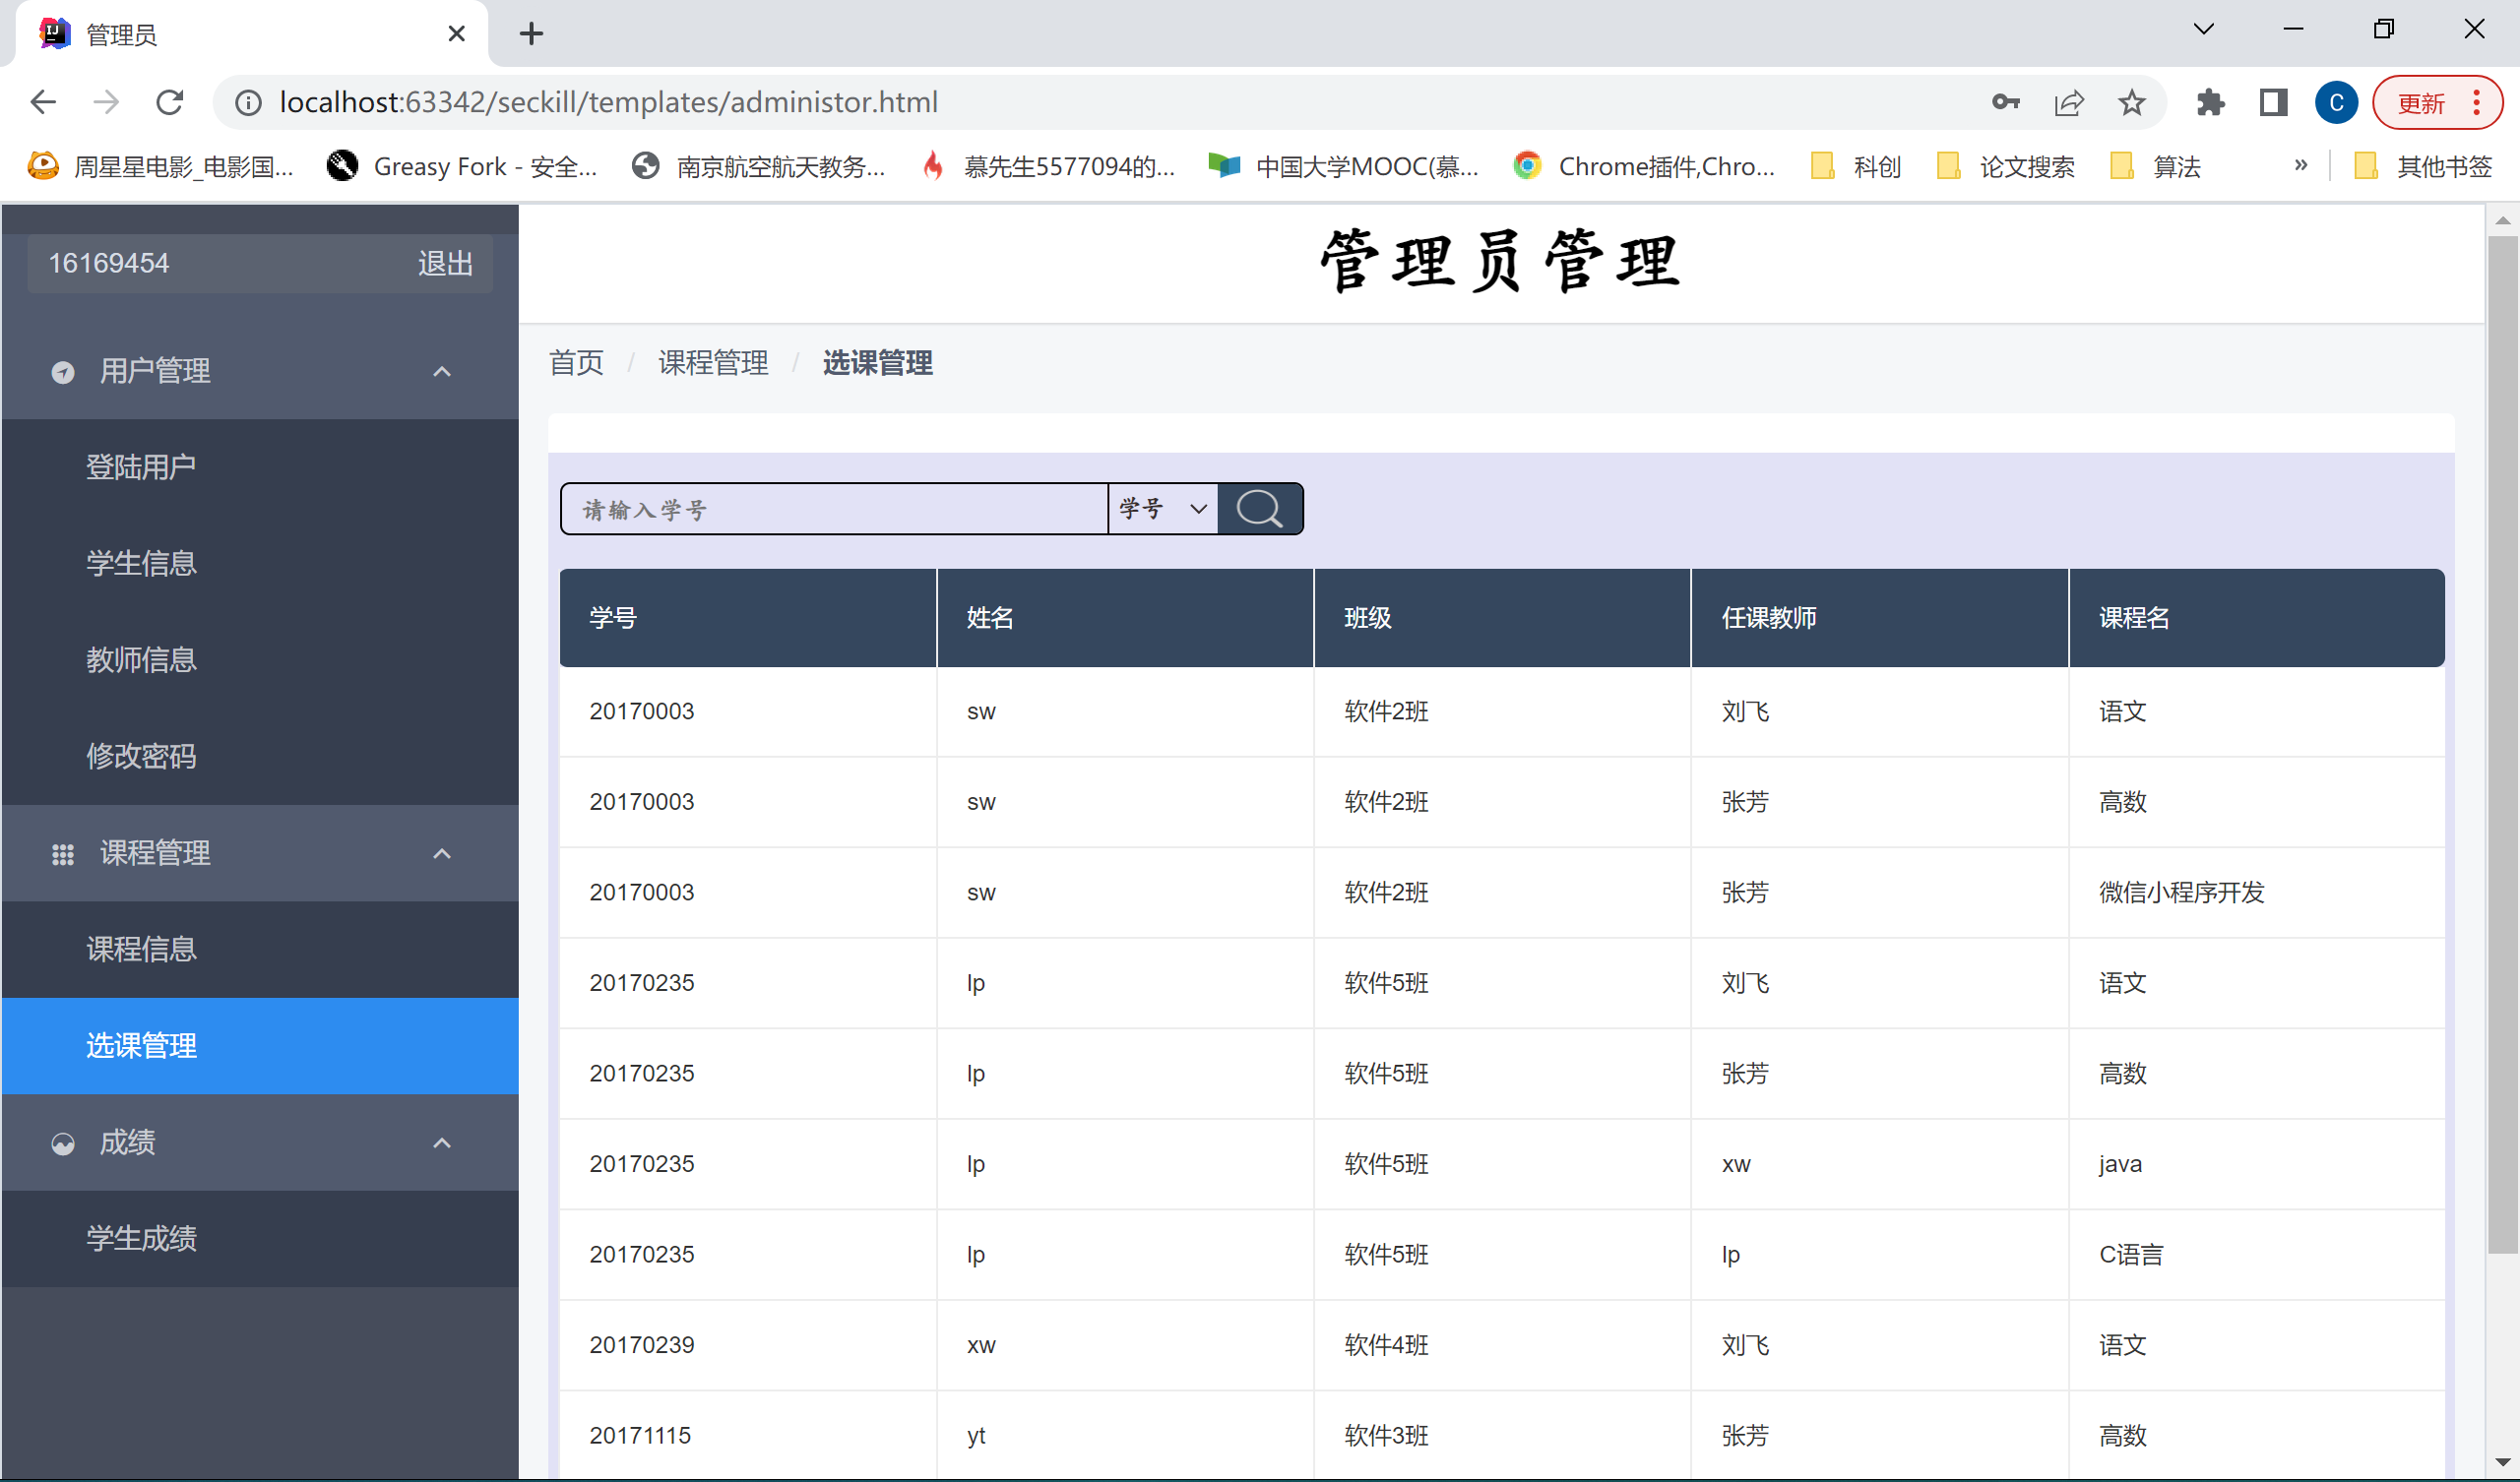 管理员
localhost:63342/seckill/templates/administor.html
更新
周星星电影_电影国...
Greasy Fork - 安全...
南京航空航天教务...
慕先生5577094的...
中国大学MOOC(慕...
Chrome插件,Chro...
科创
论文搜索
算法
»
其他书签
C
16169454 退出
用户管理
登陆用户
学生信息
教师信息
修改密码
课程管理
课程信息
选课管理
成绩
学生成绩
管理员管理
首页 / 课程管理 / 选课管理
请输入学号 学号
学号 姓名 班级 任课教师 课程名
20170003 sw 软件2班 刘飞 语文
20170003 sw 软件2班 张芳 高数
20170003 sw 软件2班 张芳 微信小程序开发
20170235 lp 软件5班 刘飞 语文
20170235 lp 软件5班 张芳 高数
20170235 lp 软件5班 xw java
20170235 lp 软件5班 lp C语言
20170239 xw 软件4班 刘飞 语文
20171115 yt 软件3班 张芳 高数